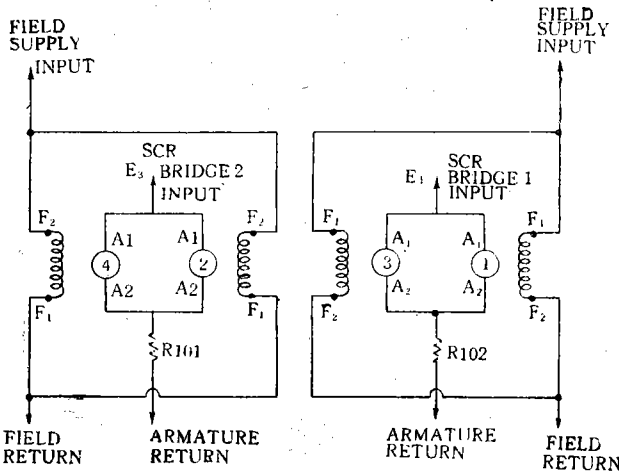 FIELD
SUPPLY
INPUT
FIELD
SUPPLY
INPUT
SCR
E₃ BRIDGE 2
INPUT
SCR
E₁ BRIDGE 1
INPUT
F₂
A1
A1
F₂
F₁
A₁
A₁
F₁
4
2
3
1
F₁
A2
A2
F₁
F₂
A₂
A₂
F₂
R101
R102
FIELD
RETURN
ARMATURE
RETURN
ARMATURE
RETURN
FIELD
RETURN